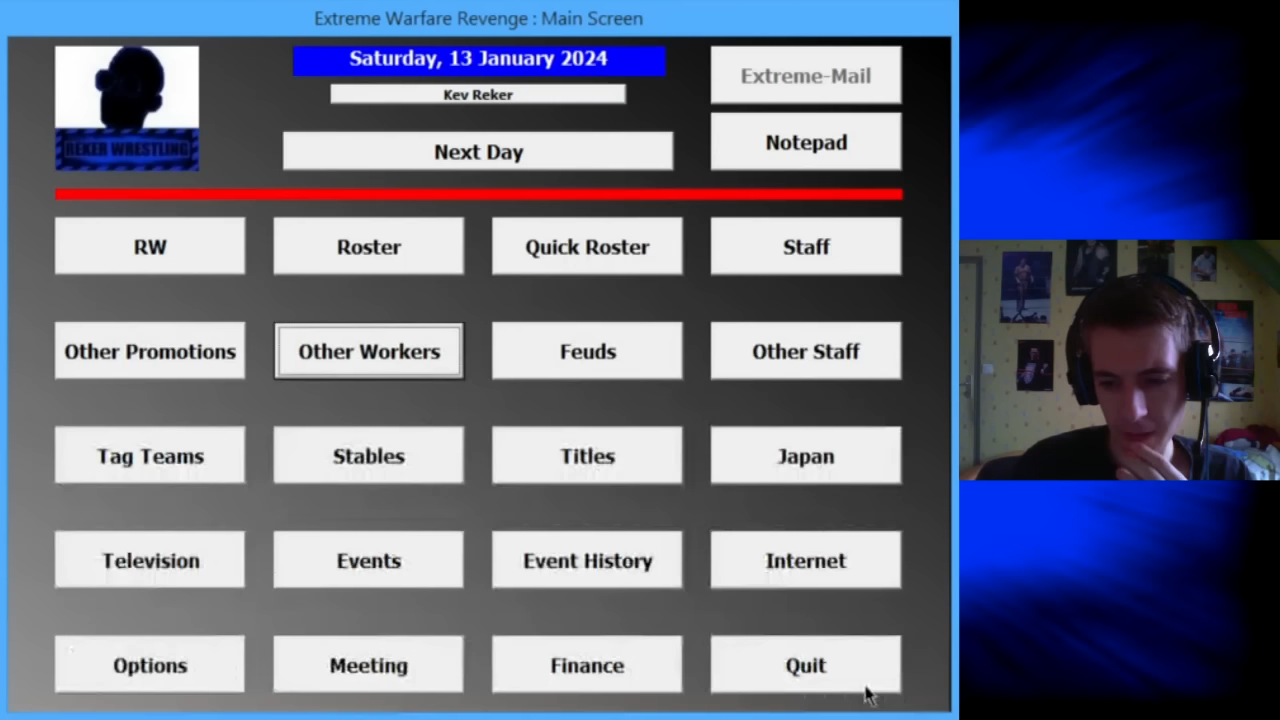 Extreme Warfare Revenge : Main Screen
Saturday, 13 January 2024
Kev Reker
Next Day
Extreme-Mail
Notepad
REKER WRESTLING
RW
Roster
Quick Roster
Staff
Other Promotions
Other Workers
Feuds
Other Staff
Tag Teams
Stables
Titles
Japan
Television
Events
Event History
Internet
Options
Meeting
Finance
Quit